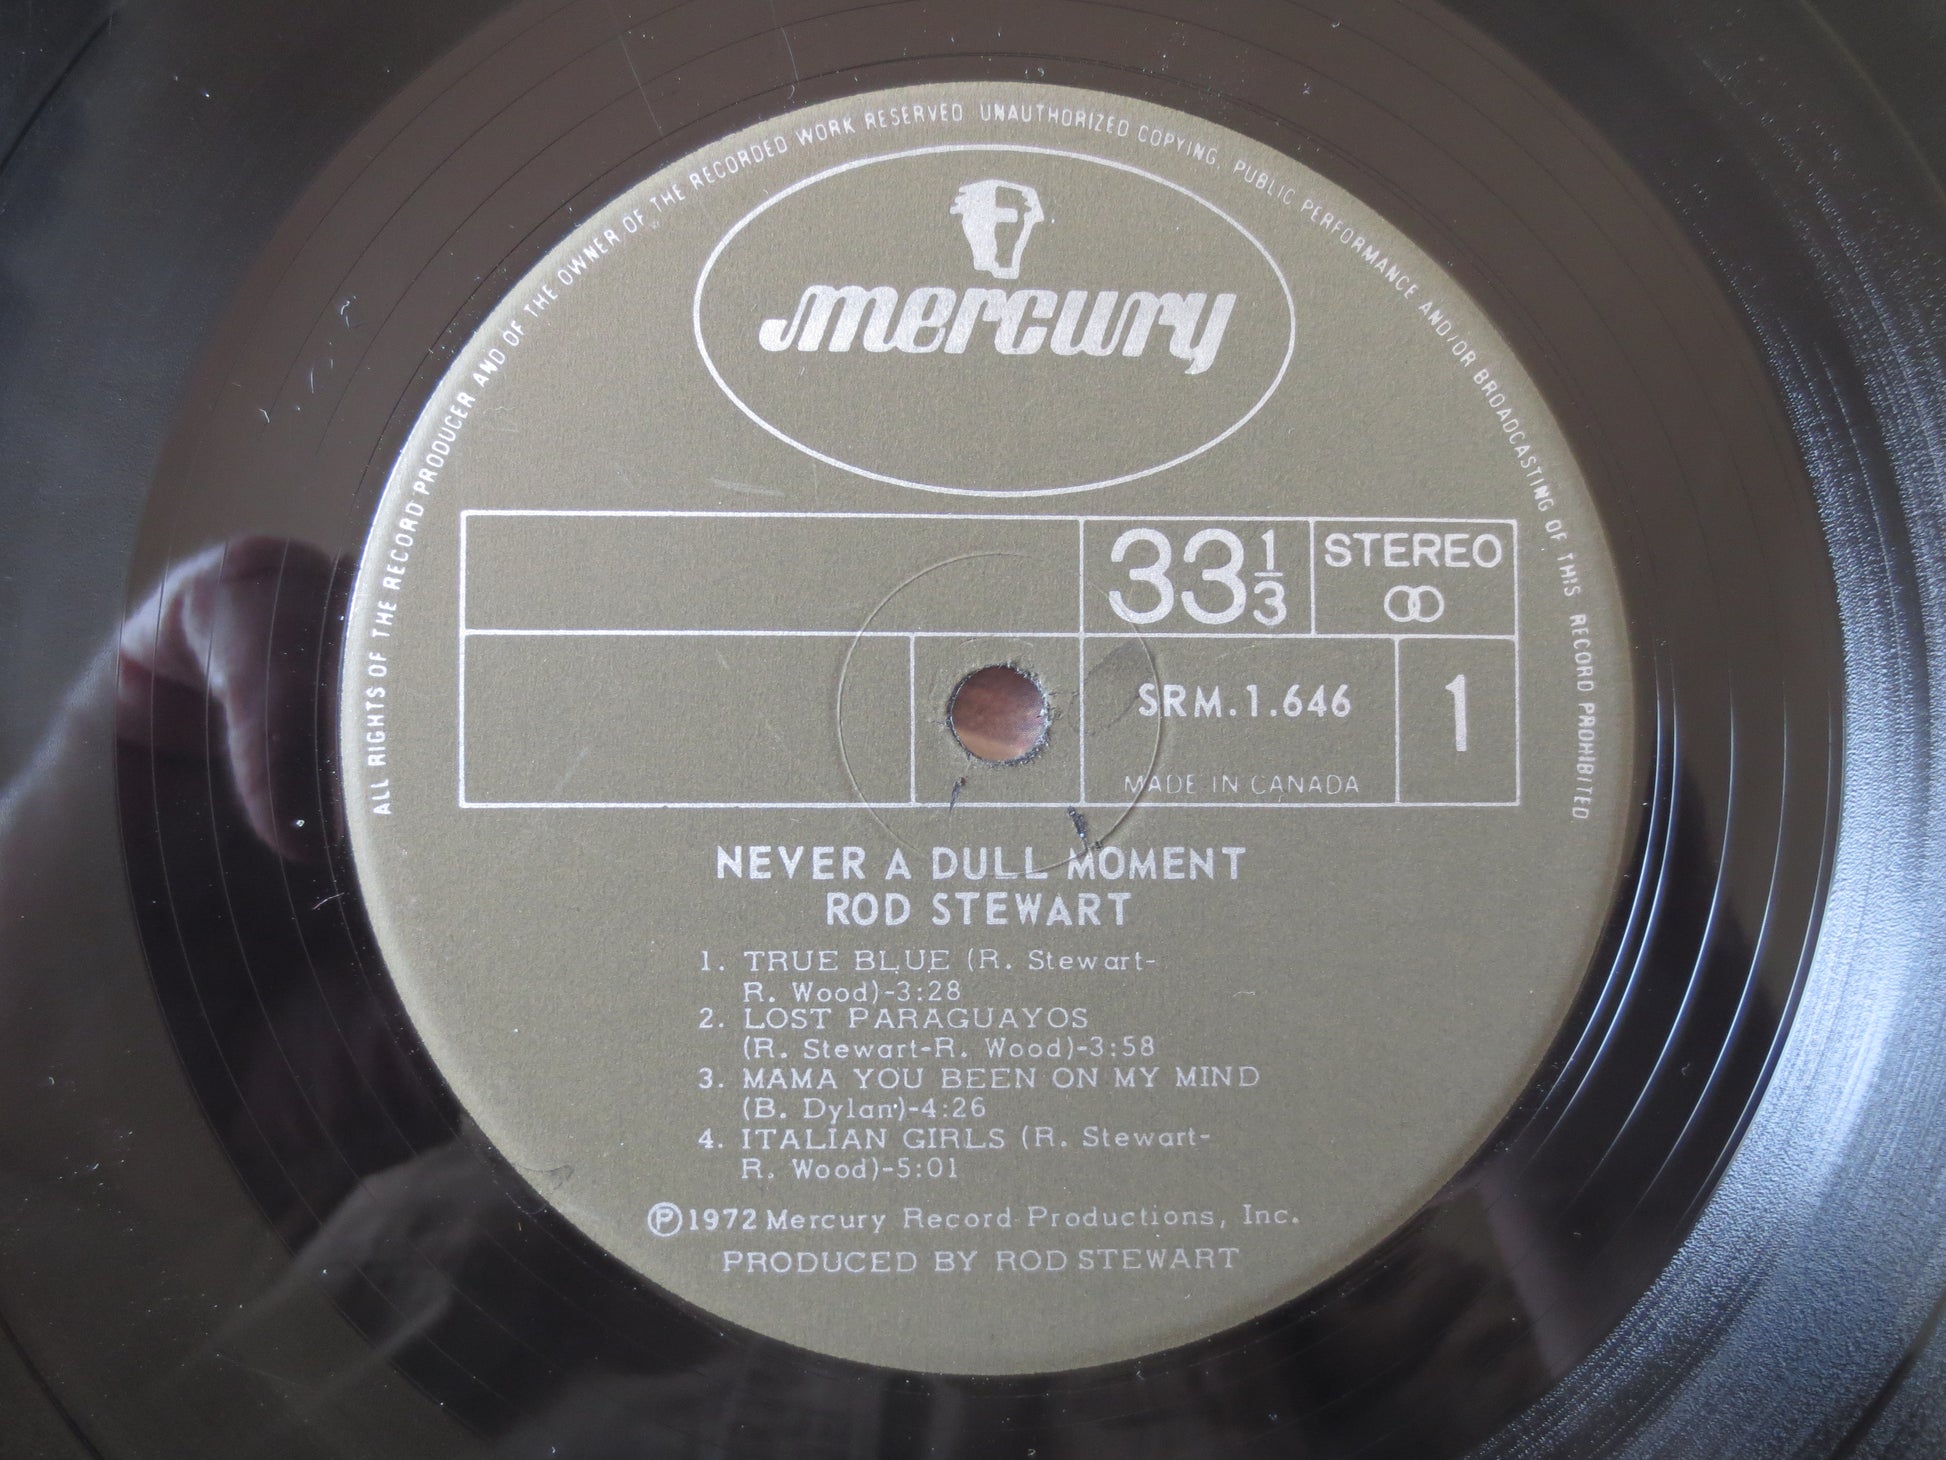 ALL RIGHTS OF THE RECORD PRODUCER AND OF THE OWNER OF THE RECORDED WORK RESERVED UNAUTHORIZED COPYING, PUBLIC PERFORMANCE AND/OR BROADCASTING OF THIS RECORD PROHIBITED
mercury
33 1/3 STEREO
SRM.1.646 1
MADE IN CANADA
NEVER A DULL MOMENT
ROD STEWART
1. TRUE BLUE (R. Stewart-
R. Wood)-3:28
2. LOST PARAGUAYOS
(R. Stewart-R. Wood)-3:58
3. MAMA YOU BEEN ON MY MIND
(B. Dylan)-4:26
4. ITALIAN GIRLS (R. Stewart-
R. Wood)-5:01
Ⓟ1972 Mercury Record Productions, Inc.
PRODUCED BY ROD STEWART